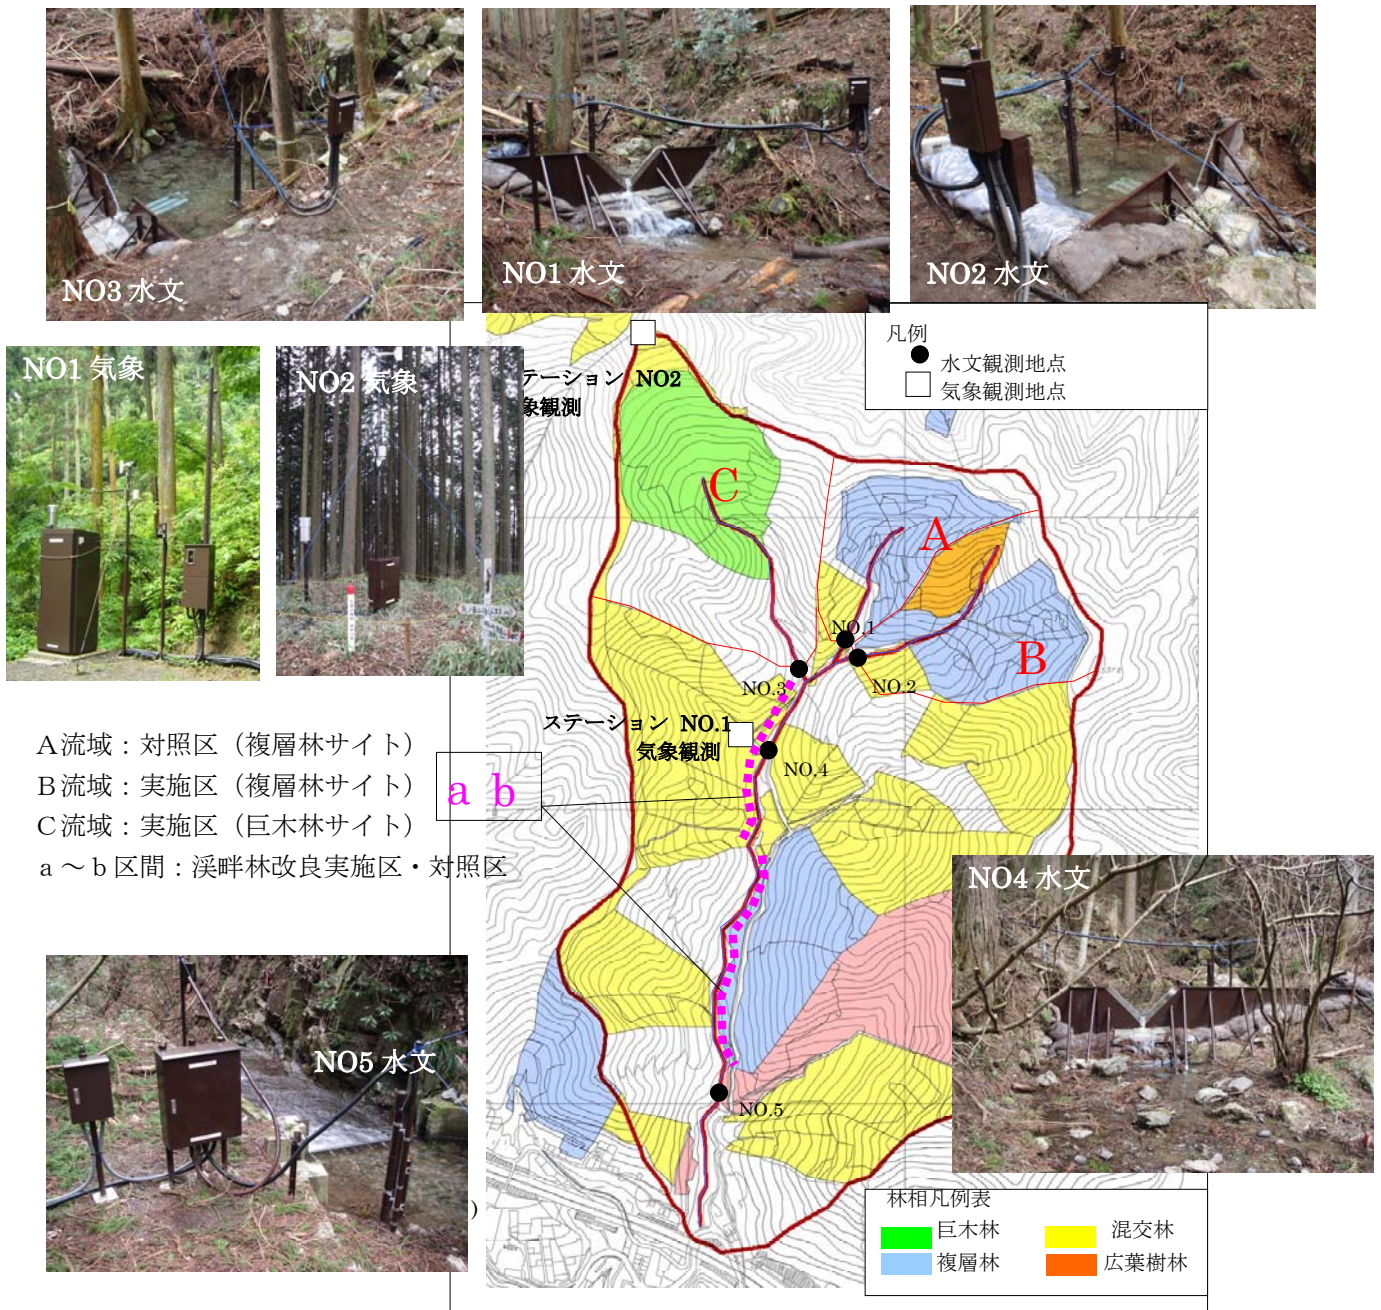 NO3 水文
NO1 水文
NO2 水文
NO1 気象
NO2 気象
テーション NO2
象観測
凡例
水文観測地点
気象観測地点
C
A
B
NO.1
NO.2
NO.3
ステーション NO.1
気象観測
NO.4
A流域：対照区（複層林サイト）
B流域：実施区（複層林サイト）
C流域：実施区（巨木林サイト）
a～b区間：渓畔林改良実施区・対照区
a b
NO4 水文
NO5 水文
NO.5
)
林相凡例表
巨木林
混交林
複層林
広葉樹林